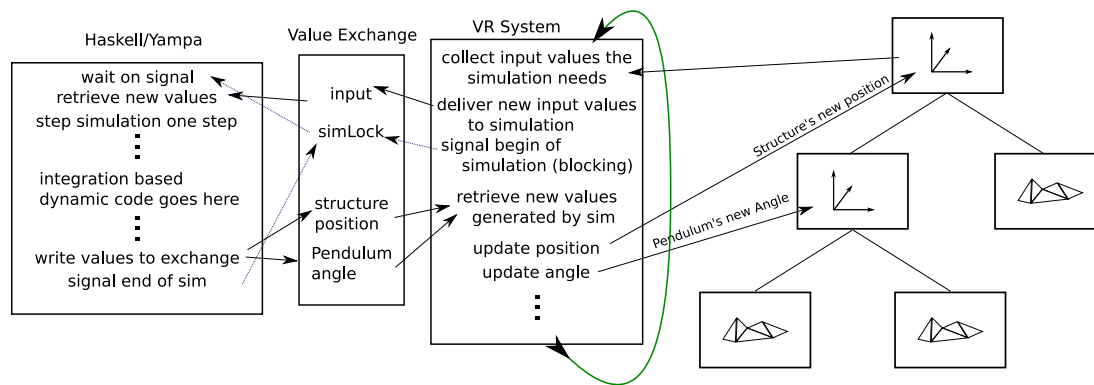 Haskell/Yampa
wait on signal
retrieve new values
step simulation one step
integration based
dynamic code goes here
write values to exchange
signal end of sim
Value Exchange
input
simLock
structure
position
Pendulum
angle
VR System
collect input values the
simulation needs
deliver new input values
to simulation
signal begin of
simulation (blocking)
retrieve new values
generated by sim
update position
update angle
Structure's new position
Pendulum's new Angle